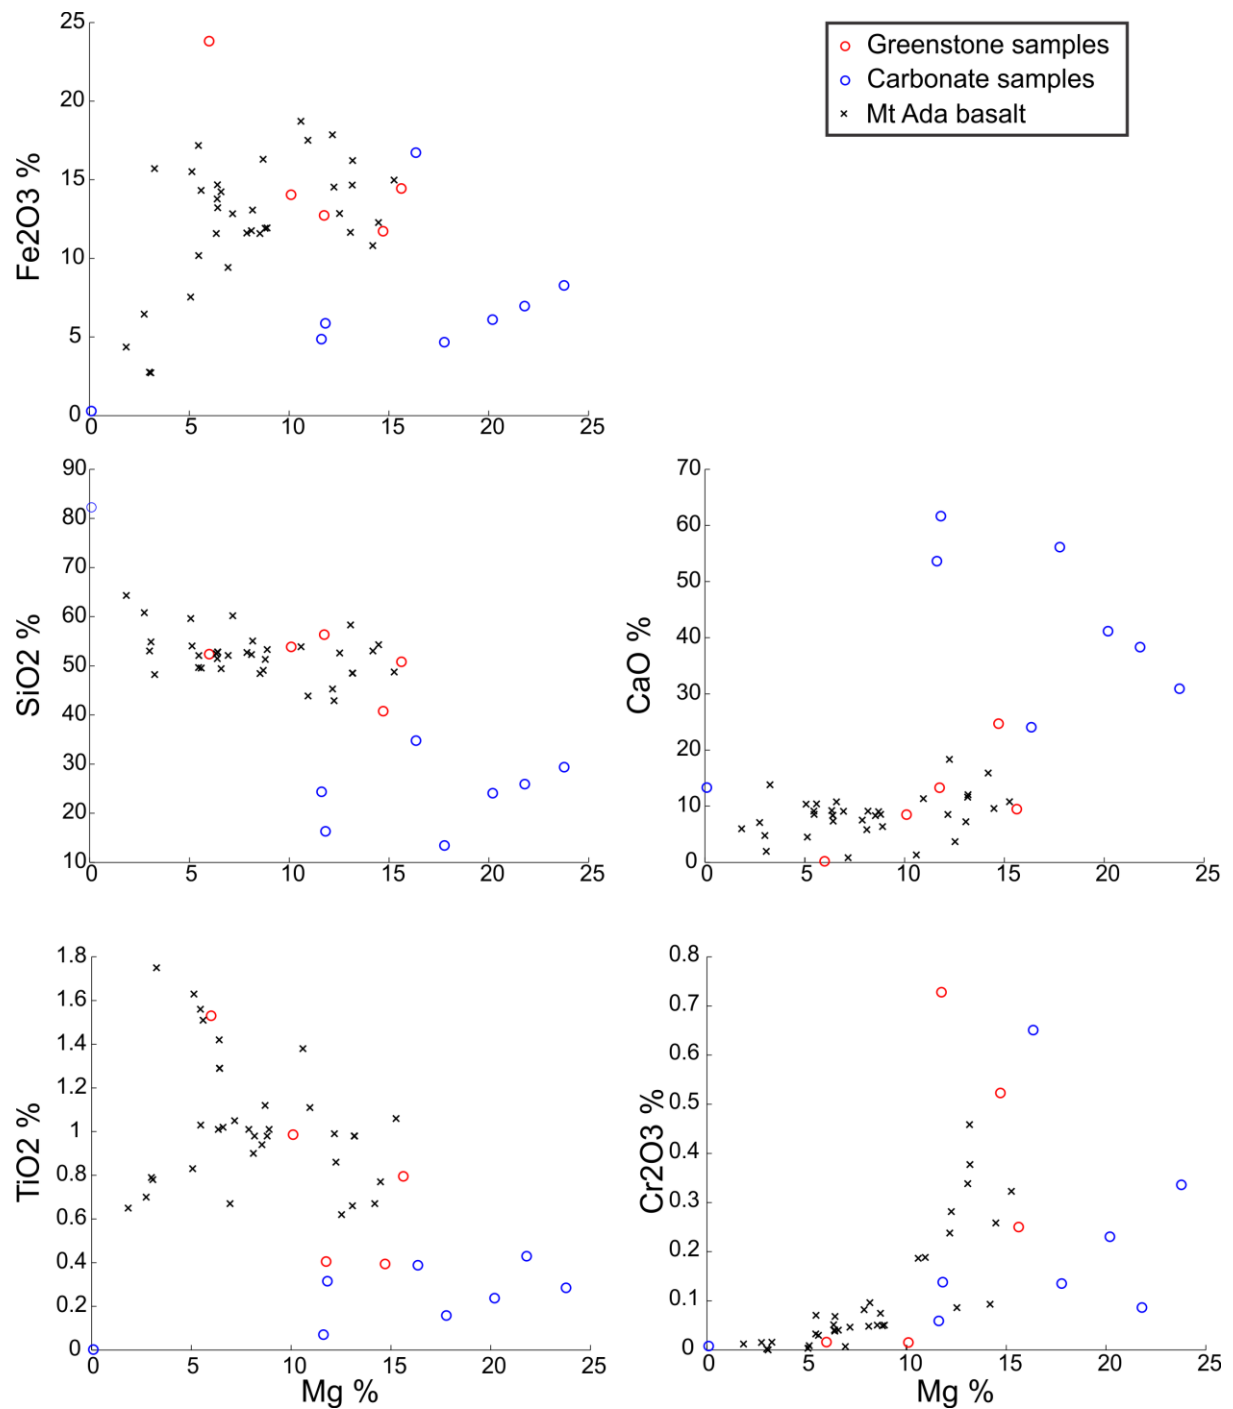 Greenstone samples
Carbonate samples
Mt Ada basalt
Fe2O3 %
25
20
15
10
5
0
0 5 10 15 20 25
SiO2 %
90
80
70
60
50
40
30
20
10
0 5 10 15 20 25
CaO %
70
60
50
40
30
20
10
0
0 5 10 15 20 25
TiO2 %
1.8
1.6
1.4
1.2
1
0.8
0.6
0.4
0.2
0
0 5 10 15 20 25
Mg %
Cr2O3 %
0.8
0.7
0.6
0.5
0.4
0.3
0.2
0.1
0
0 5 10 15 20 25
Mg %